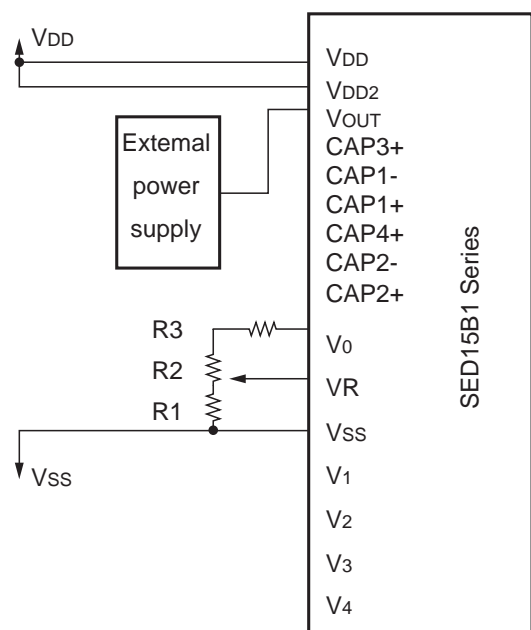 VDD
VDD
VDD2
VOUT
External
power
supply
CAP3+
CAP1-
CAP1+
CAP4+
CAP2-
CAP2+
R3
V0
R2
VR
R1
VSS
VSS
V1
V2
V3
V4
SED15B1 Series